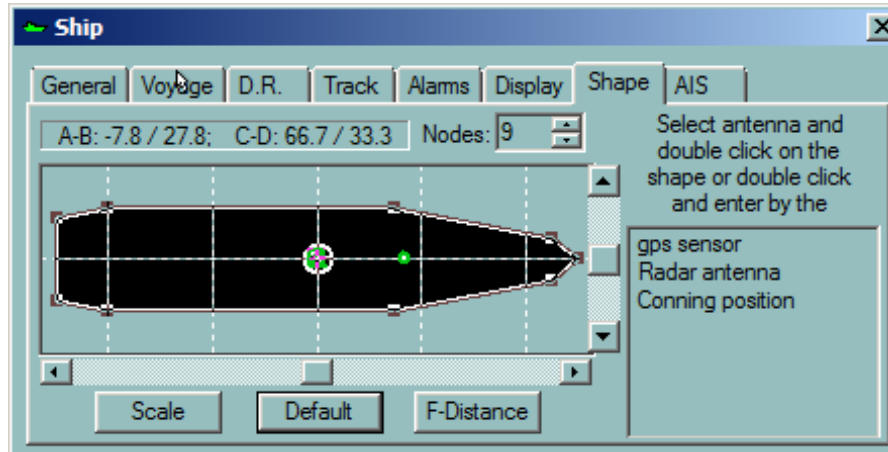 Ship
General Voyage D.R. Track Alarms Display Shape AIS
A-B: -7.8 / 27.8; C-D: 66.7 / 33.3 Nodes: 9
Select antenna and
double click on the
shape or double click
and enter by the
gps sensor
Radar antenna
Conning position
Scale Default F-Distance